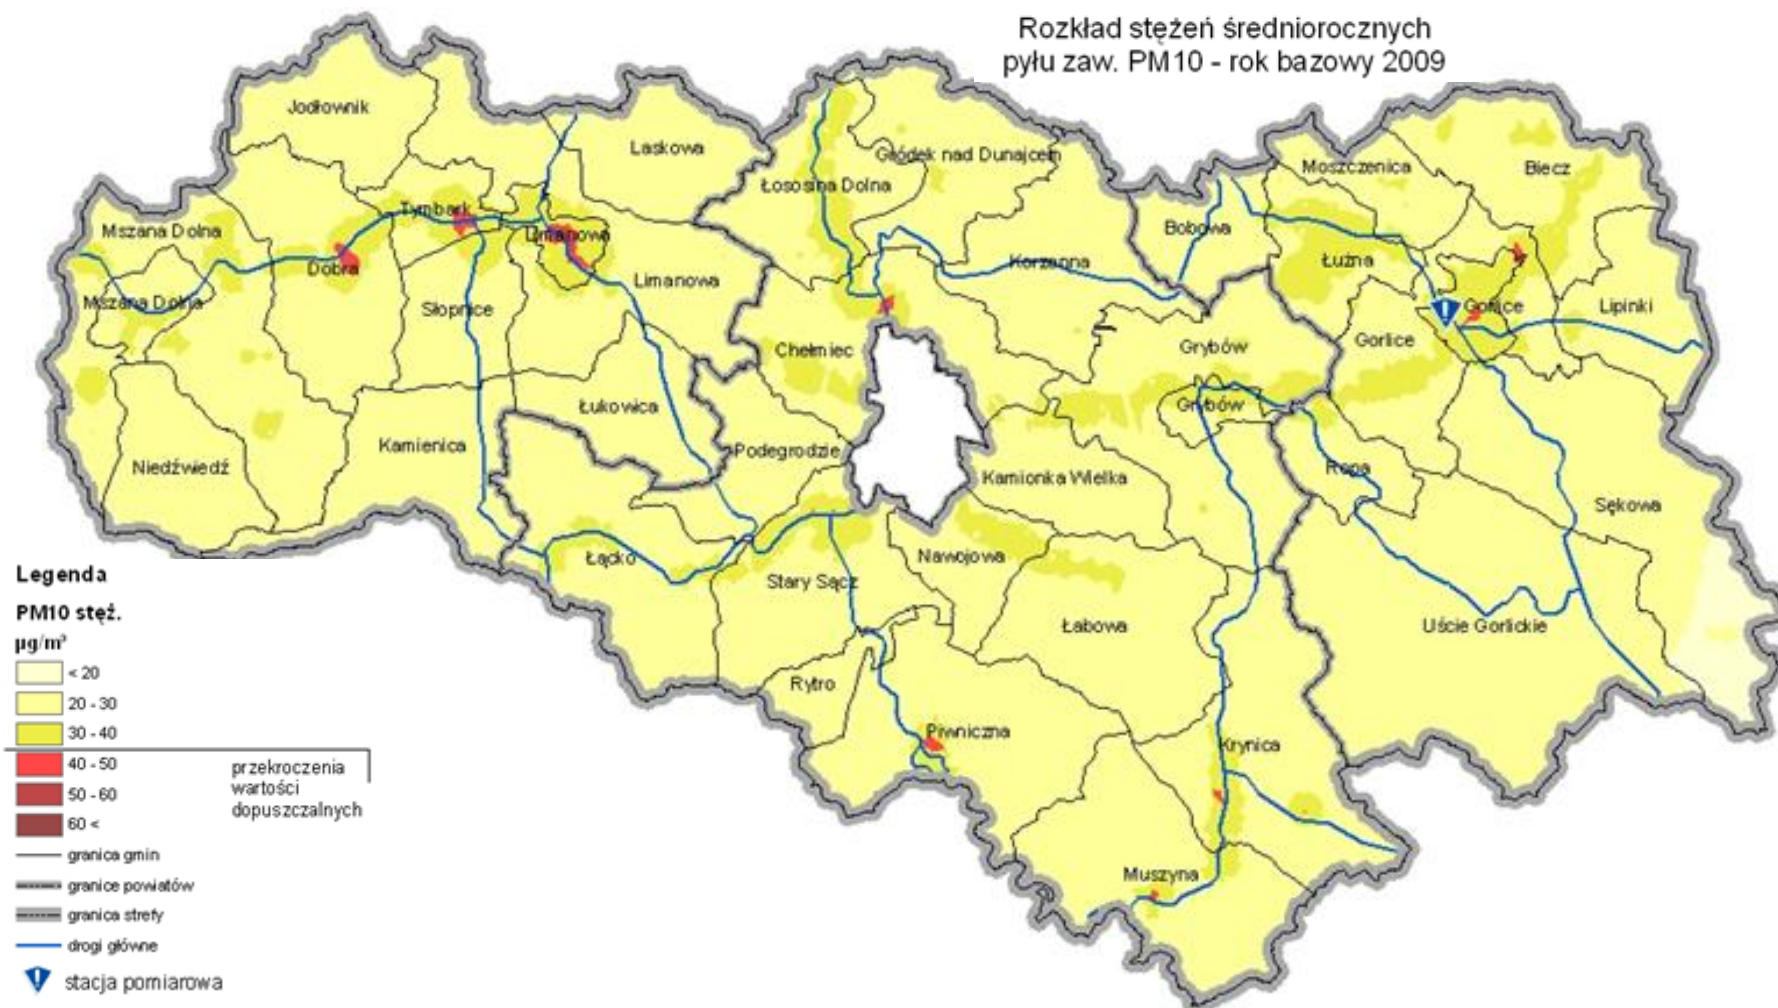 Rozkład stężeń średniorocznych
pyłu zaw. PM10 - rok bazowy 2009
Jodłownik
Laskowa
Gródek nad Dunajcem
Moszczenica
Biecz
Łososina Dolna
Tymbark
Mszana Dolna
Limanowa
Bobowa
Dobra
Korzenna
Łużna
Limanowa
Mszana Dolna
Słopnice
Gorlice
Lipinki
Chełmiec
Grybów
Gorlice
Łukowica
Grybów
Kamienica
Podegrodzie
Niedźwiedź
Kamionka Wielka
Ropa
Sękowa
Łącko
Nawojowa
Stary Sącz
Łabowa
Uście Gorlickie
Rytro
Piwniczna
Krynica
Muszyna
Legenda
PM10 stęż.
µg/m³
< 20
20 - 30
30 - 40
40 - 50
50 - 60
60 <
przekroczenia
wartości
dopuszczalnych
granica gmin
granice powiatów
granica strefy
drogi główne
stacja pomiarowa